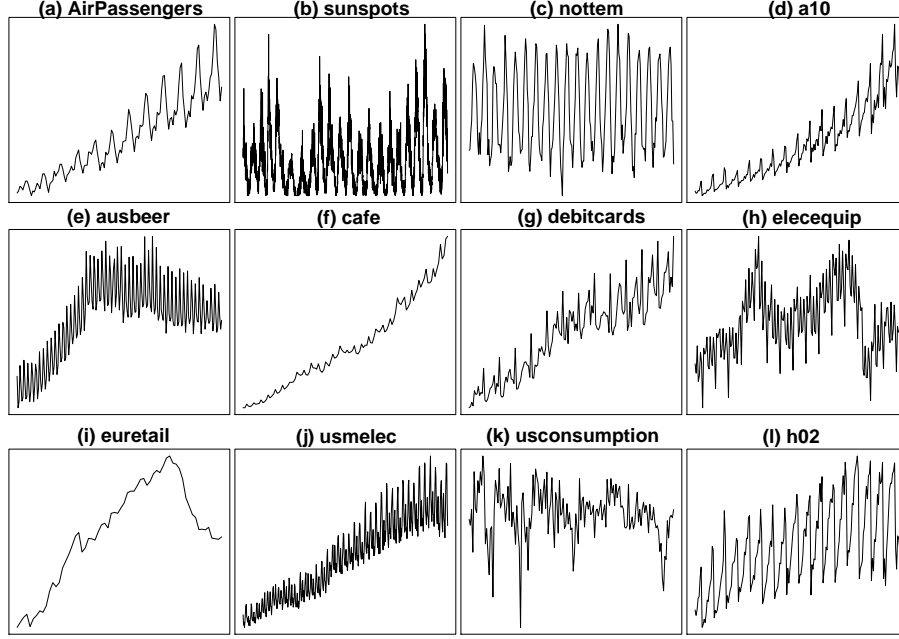 (a) AirPassengers
(b) sunspots
(c) nottem
(d) a10
(e) ausbeer
(f) cafe
(g) debitcards
(h) elecequip
(i) euretail
(j) usmelec
(k) usconsumption
(l) h02